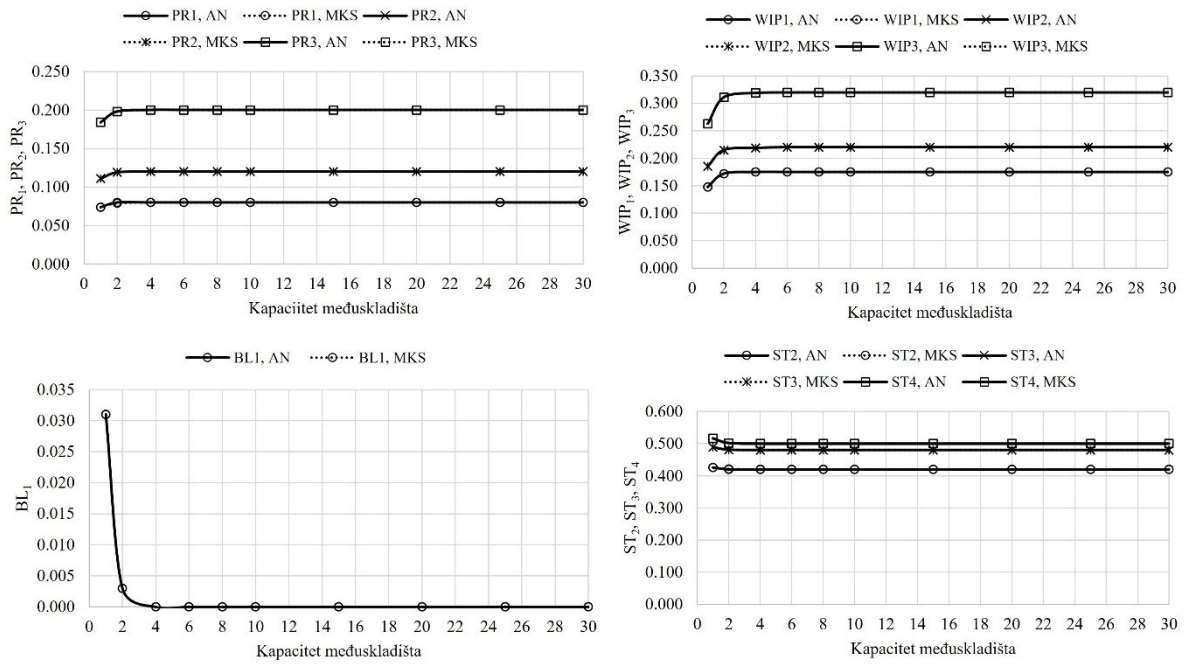 PR1, AN PR1, MKS PR2, AN
PR2, MKS PR3, AN PR3, MKS
0.250
0.200
0.150
0.100
0.050
0.000
PR₁, PR₂, PR₃
0 2 4 6 8 10 12 14 16 18 20 22 24 26 28 30
Kapaciitet međuskladišta
WIP1, AN WIP1, MKS WIP2, AN
WIP2, MKS WIP3, AN WIP3, MKS
0.350
0.300
0.250
0.200
0.150
0.100
0.050
0.000
WIP₁, WIP₂, WIP₃
0 2 4 6 8 10 12 14 16 18 20 22 24 26 28 30
Kapacitet međuskladišta
BL1, AN BL1, MKS
0.035
0.030
0.025
0.020
0.015
0.010
0.005
0.000
BL₁
0 2 4 6 8 10 12 14 16 18 20 22 24 26 28 30
Kapacitet međuskladišta
ST2, AN ST2, MKS ST3, AN
ST3, MKS ST4, AN ST4, MKS
0.600
0.500
0.400
0.300
0.200
0.100
0.000
ST₂, ST₃, ST₄
0 2 4 6 8 10 12 14 16 18 20 22 24 26 28 30
Kapacitet međuskladišta